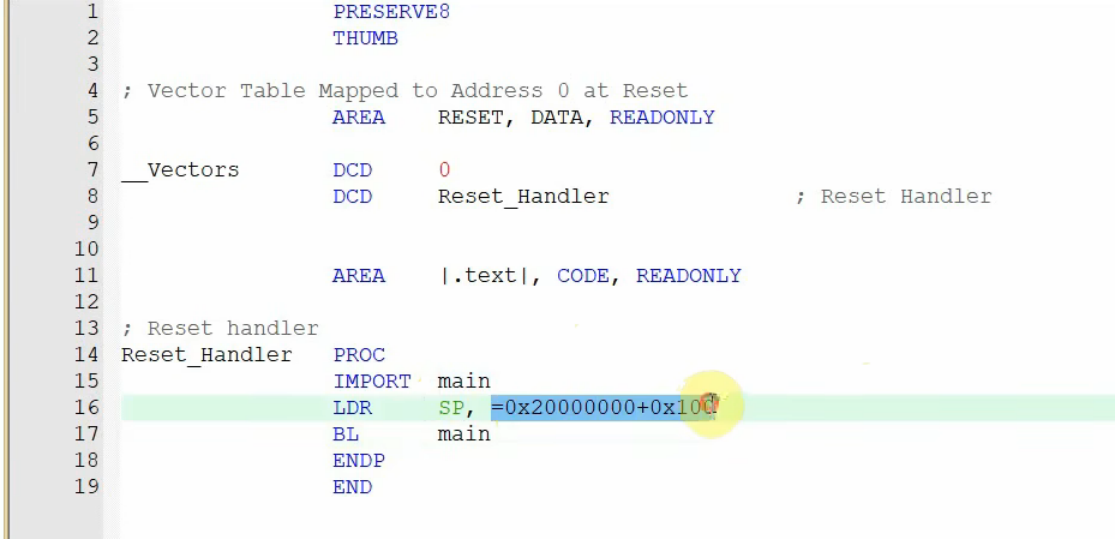 1 PRESERVE8
2 THUMB
3
4 ; Vector Table Mapped to Address 0 at Reset
5 AREA RESET, DATA, READONLY
6
7 __Vectors DCD 0
8 DCD Reset_Handler ; Reset Handler
9
10
11 AREA |.text|, CODE, READONLY
12
13 ; Reset handler
14 Reset_Handler PROC
15 IMPORT main
16 LDR SP, =0x20000000+0x100
17 BL main
18 ENDP
19 END